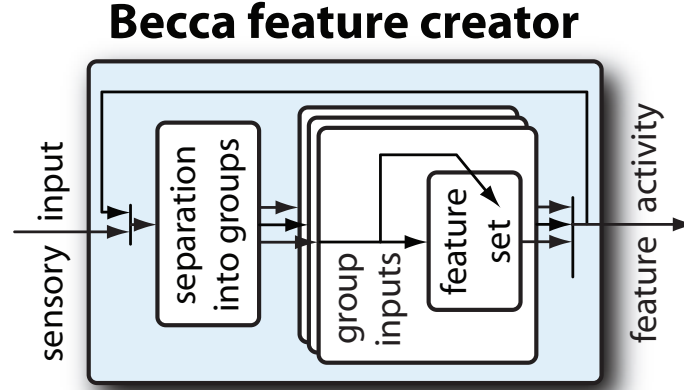 Becca feature creator
sensory input
separation
into groups
group
inputs
feature
set
feature activity